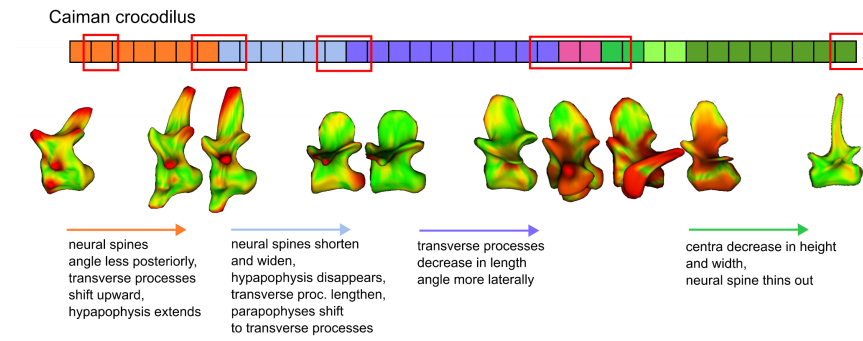 Caiman crocodilus
neural spines
angle less posteriorly,
transverse processes
shift upward,
hypapophysis extends
neural spines shorten
and widen,
hypapophysis disappears,
transverse proc. lengthen,
parapophyses shift
to transverse processes
transverse processes
decrease in length
angle more laterally
centra decrease in height
and width,
neural spine thins out